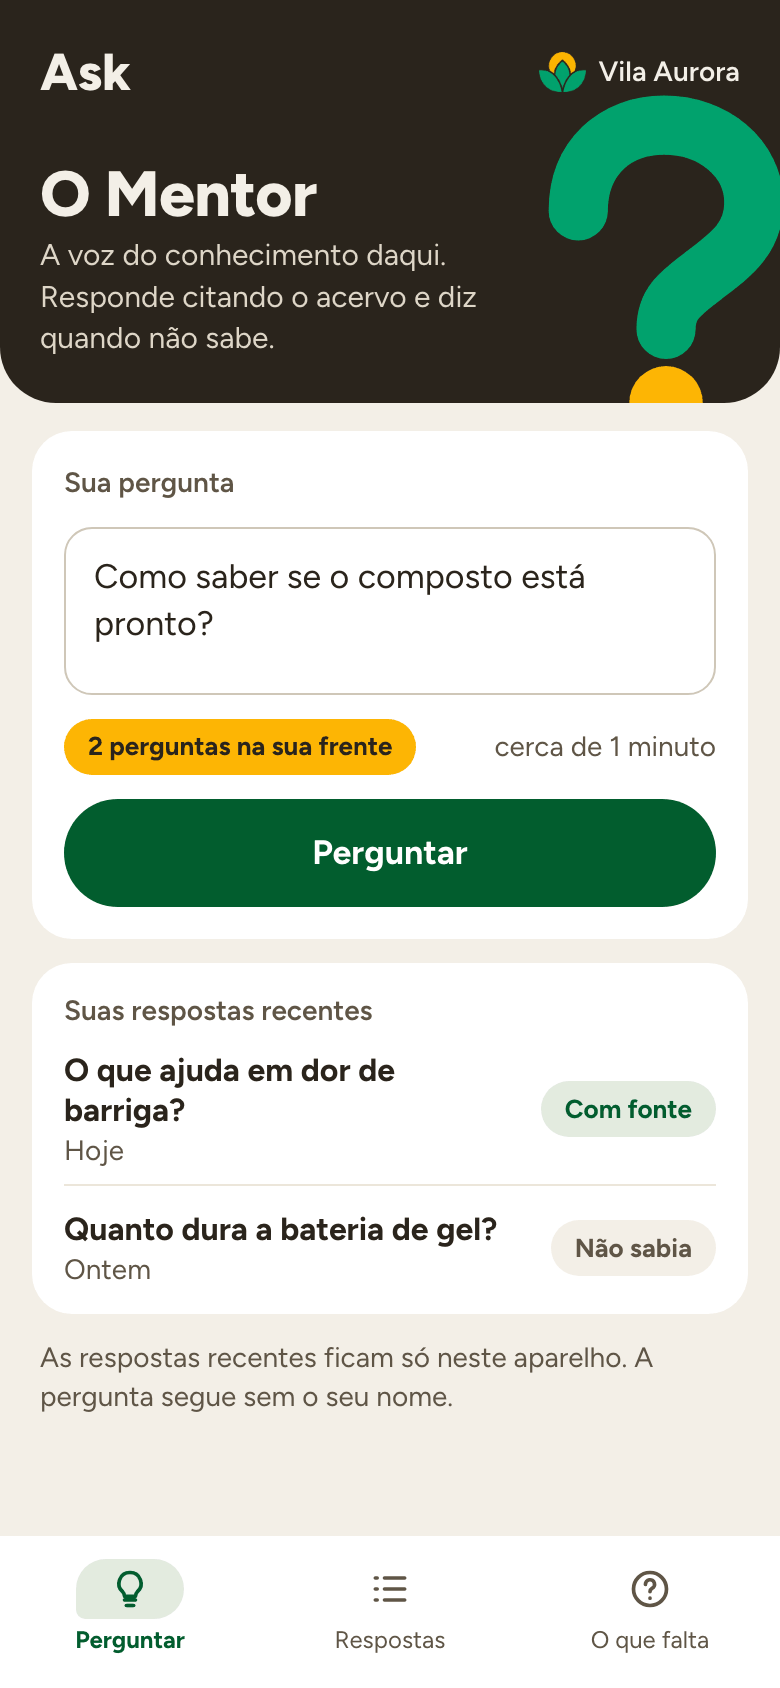 Ask
Vila Aurora
O Mentor
A voz do conhecimento daqui.
Responde citando o acervo e diz
quando não sabe.
Sua pergunta
Como saber se o composto está
pronto?
2 perguntas na sua frente
cerca de 1 minuto
Perguntar
Suas respostas recentes
O que ajuda em dor de
barriga?
Hoje
Com fonte
Quanto dura a bateria de gel?
Ontem
Não sabia
As respostas recentes ficam só neste aparelho. A
pergunta segue sem o seu nome.
Perguntar
Respostas
O que falta